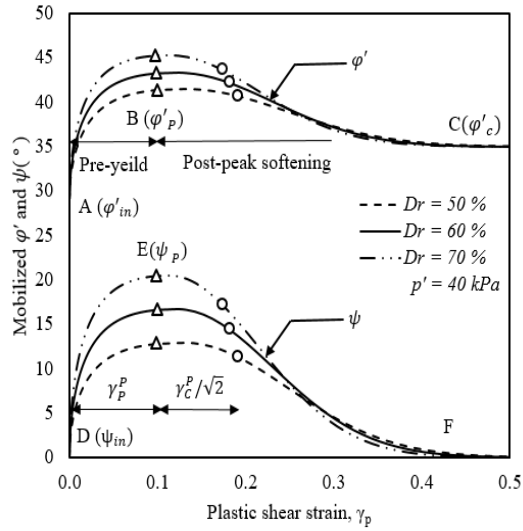 50
45
40
35
30
25
20
15
10
5
0
Mobilized φ' and ψ(°)
φ'
B (φ'P)
C(φ'c)
Pre-yeild
Post-peak softening
A (φ'in)
Dr = 50 %
Dr = 60 %
Dr = 70 %
p' = 40 kPa
E(ψp)
ψ
γPP
γCP/√2
D (ψin)
F
0.0 0.1 0.2 0.3 0.4 0.5
Plastic shear strain, γp